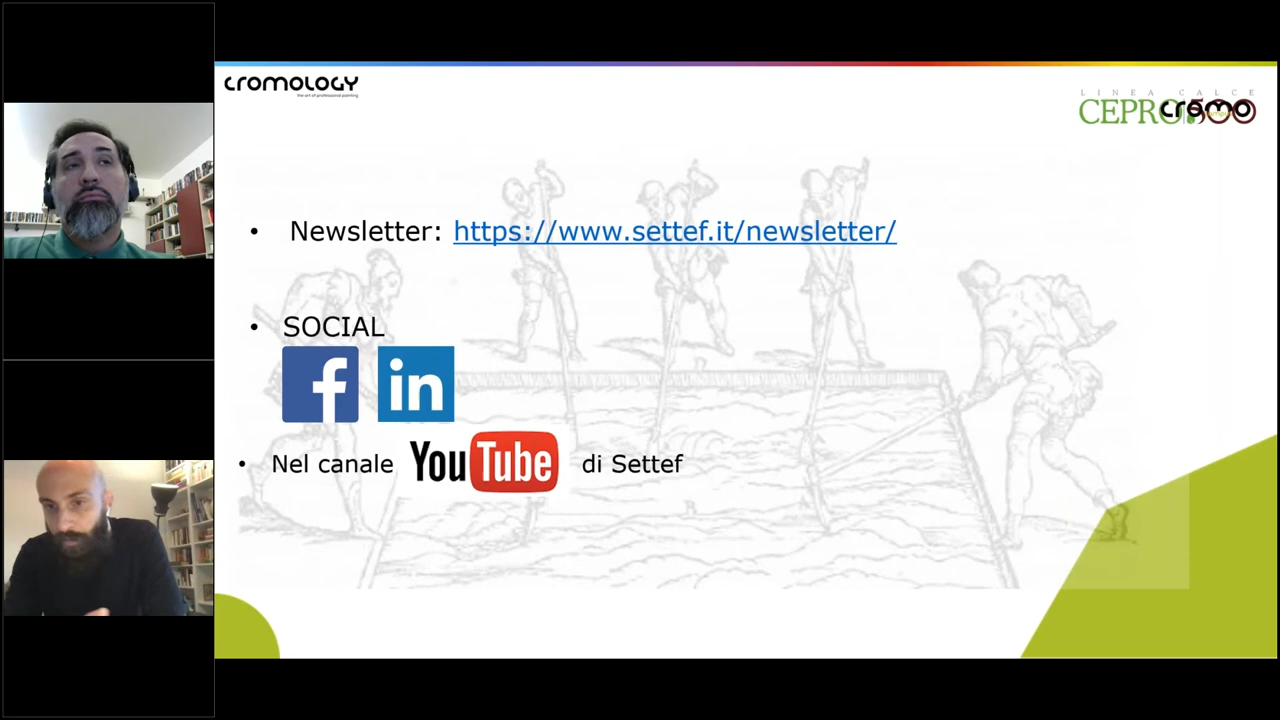 cromology
the art of professional painting
LINEA CALCE
CEPRO
cromo
500
• Newsletter: https://www.settef.it/newsletter/
• SOCIAL
f in
• Nel canale YouTube di Settef